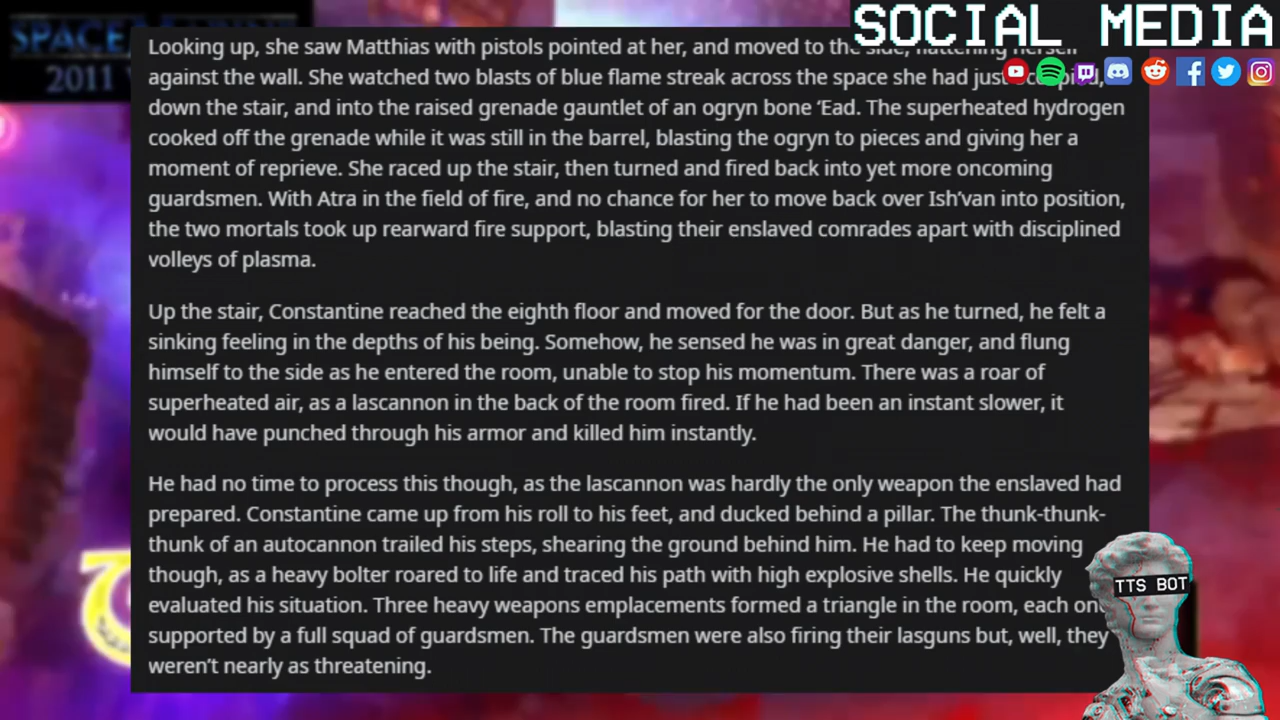 SPACE
2011
SOCIAL MEDIA
Looking up, she saw Matthias with pistols pointed at her, and moved to the side, flattening herself
against the wall. She watched two blasts of blue flame streak across the space she had just occupied,
down the stair, and into the raised grenade gauntlet of an ogryn bone ‘Ead. The superheated hydrogen
cooked off the grenade while it was still in the barrel, blasting the ogryn to pieces and giving her a
moment of reprieve. She raced up the stair, then turned and fired back into yet more oncoming
guardsmen. With Atra in the field of fire, and no chance for her to move back over Ish’van into position,
the two mortals took up rearward fire support, blasting their enslaved comrades apart with disciplined
volleys of plasma.
Up the stair, Constantine reached the eighth floor and moved for the door. But as he turned, he felt a
sinking feeling in the depths of his being. Somehow, he sensed he was in great danger, and flung
himself to the side as he entered the room, unable to stop his momentum. There was a roar of
superheated air, as a lascannon in the back of the room fired. If he had been an instant slower, it
would have punched through his armor and killed him instantly.
He had no time to process this though, as the lascannon was hardly the only weapon the enslaved had
prepared. Constantine came up from his roll to his feet, and ducked behind a pillar. The thunk-thunk-
thunk of an autocannon trailed his steps, shearing the ground behind him. He had to keep moving
though, as a heavy bolter roared to life and traced his path with high explosive shells. He quickly
evaluated his situation. Three heavy weapons emplacements formed a triangle in the room, each one
supported by a full squad of guardsmen. The guardsmen were also firing their lasguns but, well, they
weren’t nearly as threatening.
TTS BOT